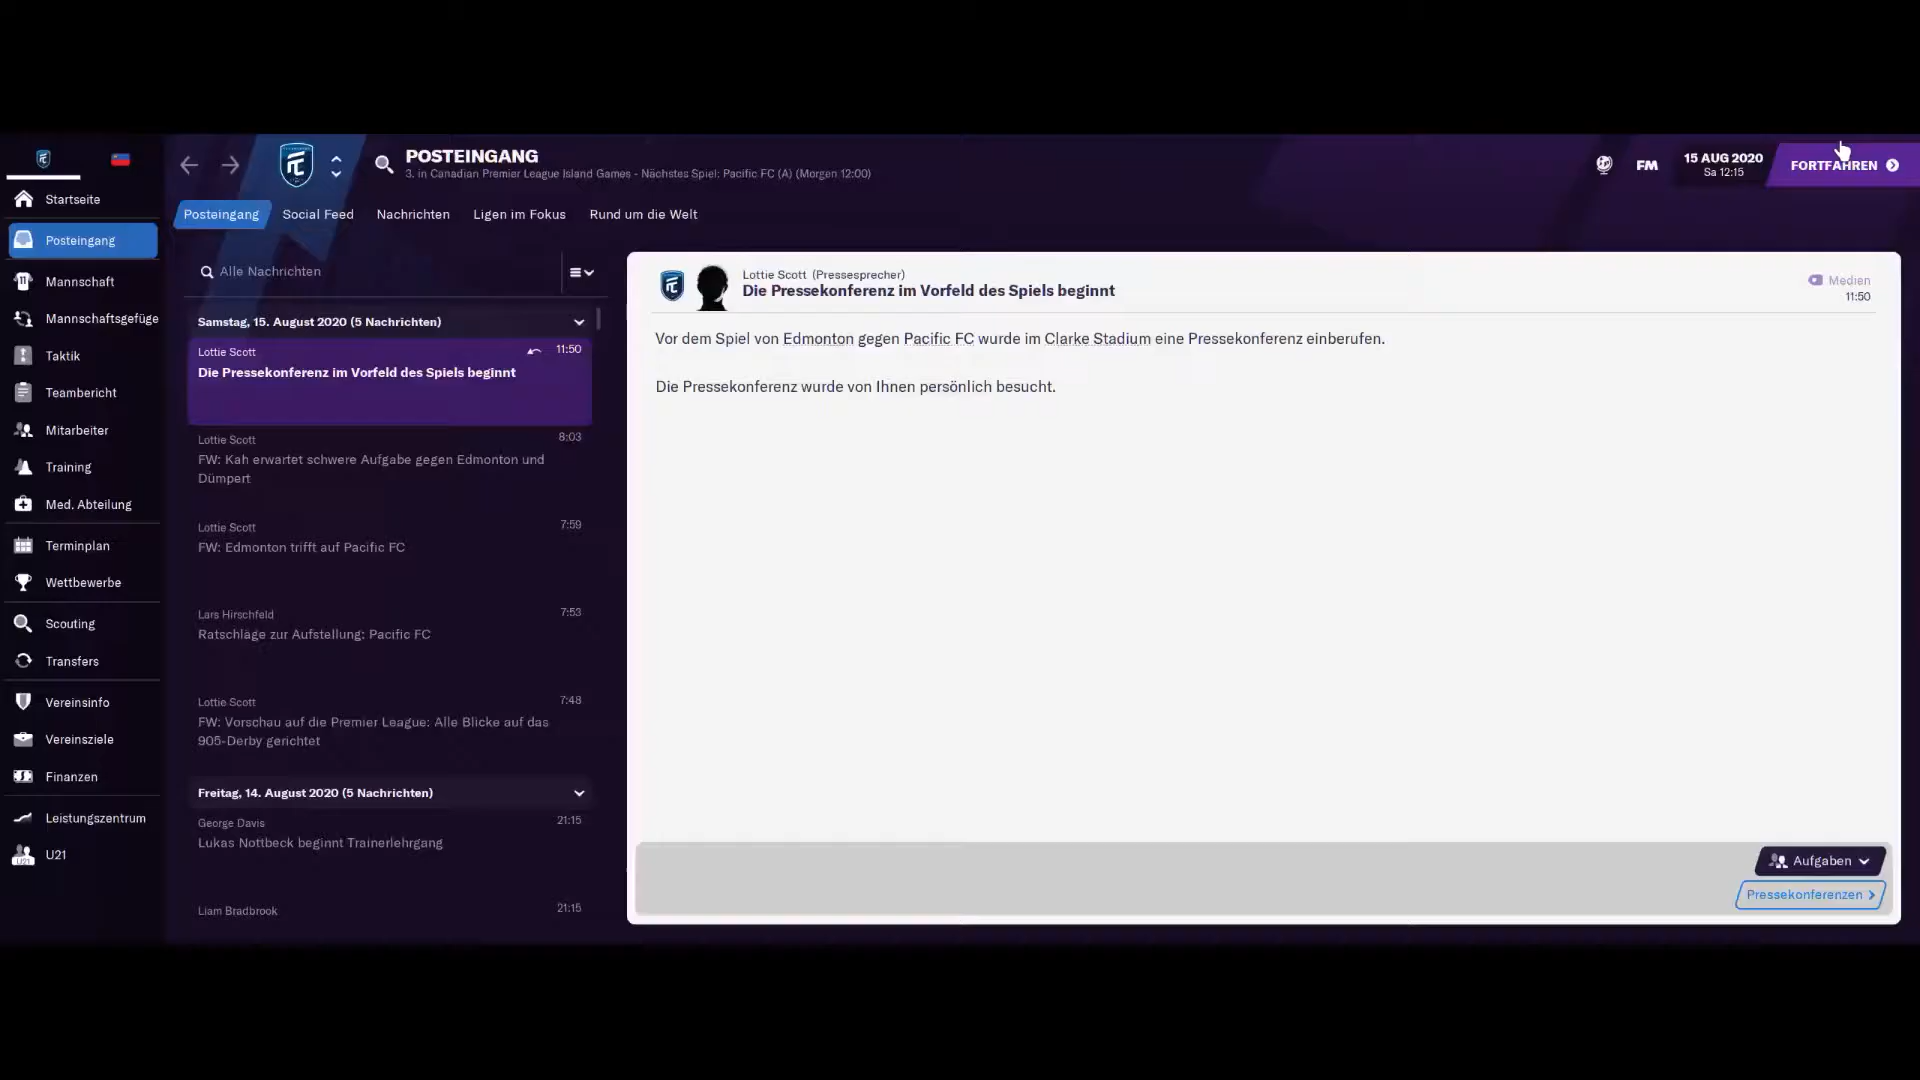 POSTEINGANG
3. in Canadian Premier League Island Games - Nächstes Spiel: Pacific FC (A) (Morgen 12:00)
FM
15 AUG 2020
Sa 12:15
FORTFAHREN
Startseite
Posteingang
Mannschaft
Mannschaftsgefüge
Taktik
Teambericht
Mitarbeiter
Training
Med. Abteilung
Terminplan
Wettbewerbe
Scouting
Transfers
Vereinsinfo
Vereinsziele
Finanzen
Leistungszentrum
U21
Posteingang
Social Feed
Nachrichten
Ligen im Fokus
Rund um die Welt
Alle Nachrichten
Samstag, 15. August 2020 (5 Nachrichten)
Lottie Scott
11:50
Die Pressekonferenz im Vorfeld des Spiels beginnt
Lottie Scott
8:03
FW: Kah erwartet schwere Aufgabe gegen Edmonton und
Dümpert
Lottie Scott
7:59
FW: Edmonton trifft auf Pacific FC
Lars Hirschfeld
7:53
Ratschläge zur Aufstellung: Pacific FC
Lottie Scott
7:48
FW: Vorschau auf die Premier League: Alle Blicke auf das
905-Derby gerichtet
Freitag, 14. August 2020 (5 Nachrichten)
George Davis
21:15
Lukas Nottbeck beginnt Trainerlehrgang
Liam Bradbrook
21:15
Lottie Scott (Pressesprecher)
Die Pressekonferenz im Vorfeld des Spiels beginnt
Medien
11:50
Vor dem Spiel von Edmonton gegen Pacific FC wurde im Clarke Stadium eine Pressekonferenz einberufen.
Die Pressekonferenz wurde von Ihnen persönlich besucht.
Aufgaben
Pressekonferenzen